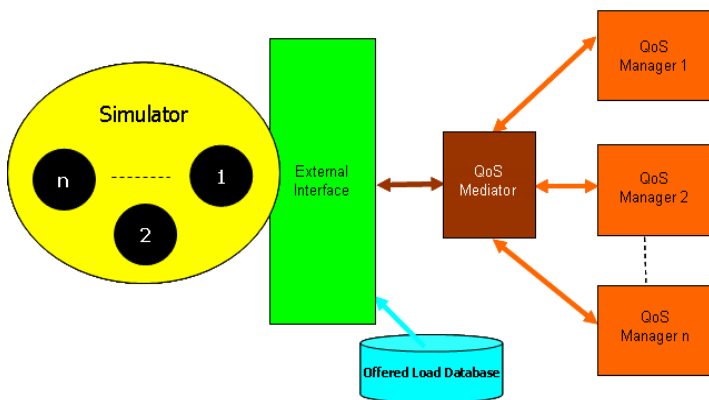 Simulator
n
1
2
External
Interface
QoS
Mediator
QoS
Manager 1
QoS
Manager 2
QoS
Manager n
Offered Load Database